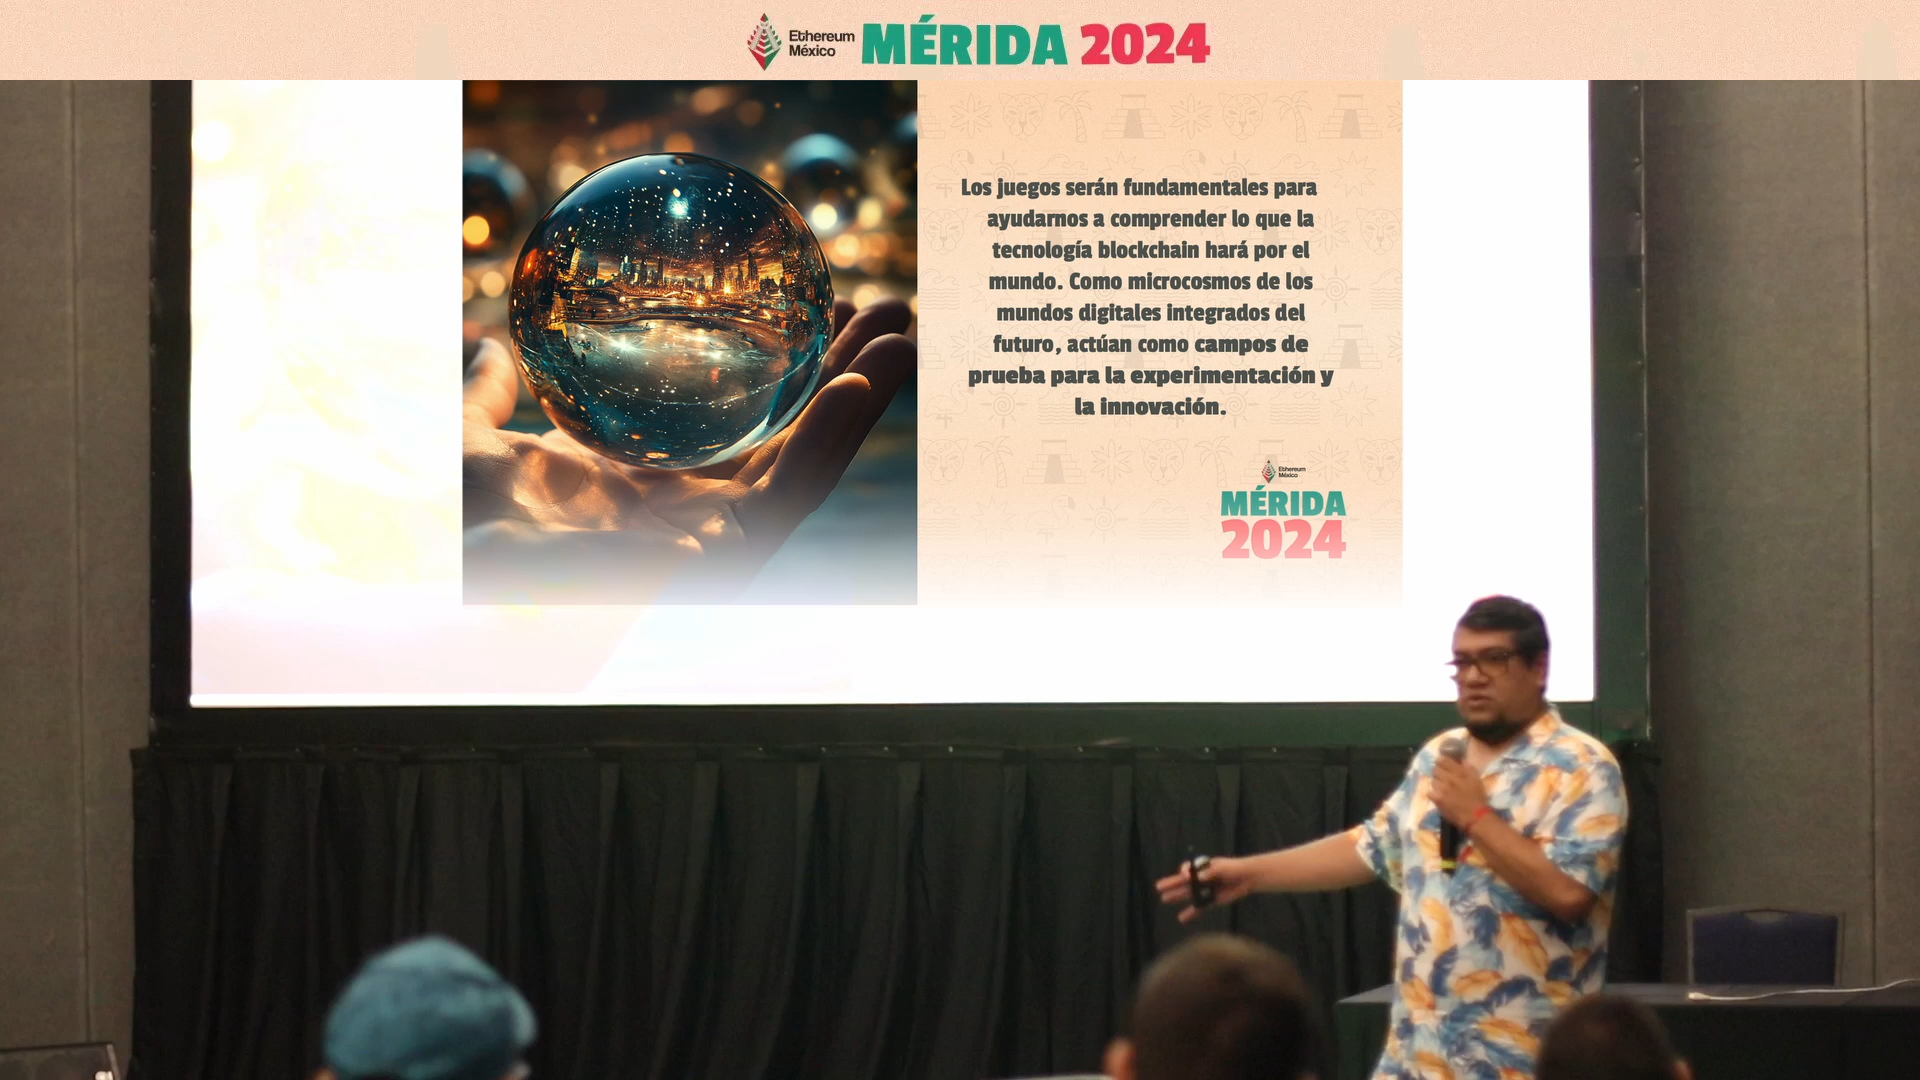 Ethereum
México
MÉRIDA 2024
Los juegos serán fundamentales para
ayudarnos a comprender lo que la
tecnología blockchain hará por el
mundo. Como microcosmos de los
mundos digitales integrados del
futuro, actúan como campos de
prueba para la experimentación y
la innovación.
Ethereum
México
MÉRIDA
2024